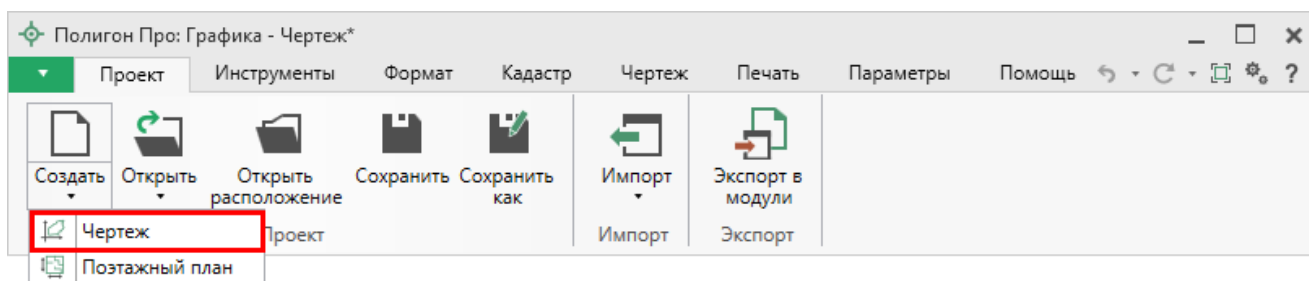 Полигон Про: Графика - Чертеж*
Проект Инструменты Формат Кадастр Чертеж Печать Параметры Помощь ?
Создать Открыть Открыть расположение Сохранить Сохранить как Импорт Экспорт в модули
Чертеж
Проект Импорт Экспорт
Поэтажный план